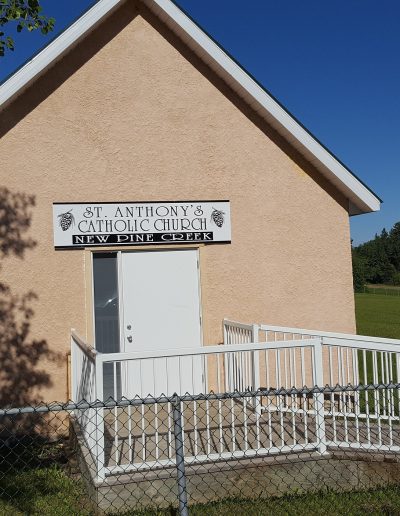 ST. ANTHONY'S
CATHOLIC CHURCH
NEW PINE CREEK